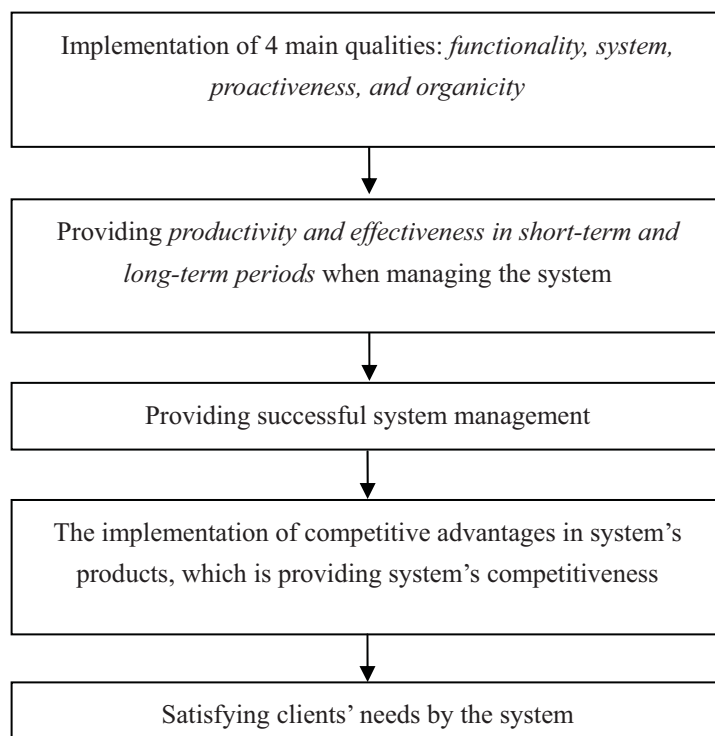 Implementation of 4 main qualities: functionality, system,
proactiveness, and organicity
Providing productivity and effectiveness in short-term and
long-term periods when managing the system
Providing successful system management
The implementation of competitive advantages in system’s
products, which is providing system’s competitiveness
Satisfying clients’ needs by the system